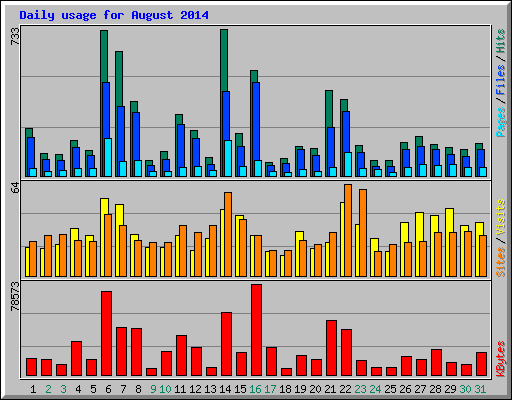 Daily usage for August 2014
733
Pages / Files / Hits
64
Sites / Visits
78573
KBytes
1 2 3 4 5 6 7 8 9 10 11 12 13 14 15 16 17 18 19 20 21 22 23 24 25 26 27 28 29 30 31